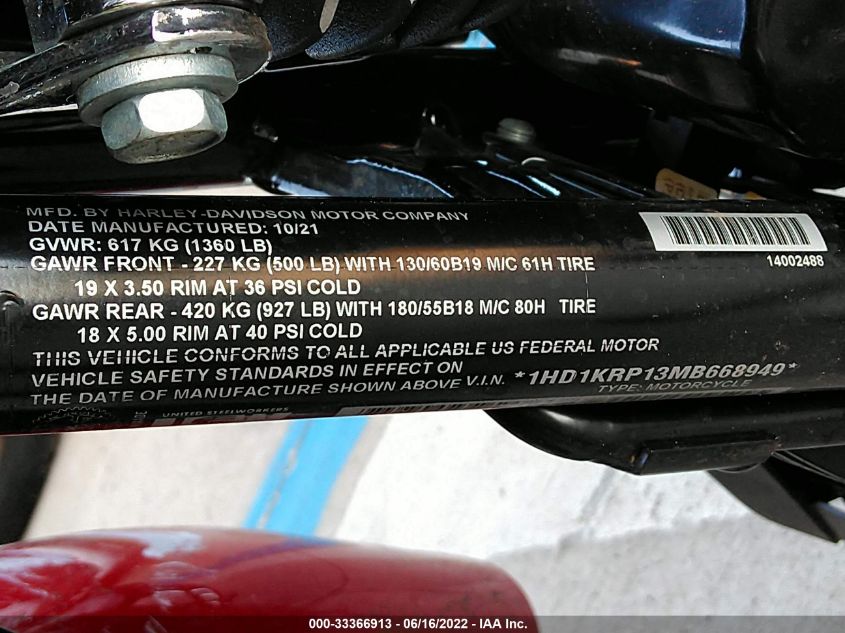 MFD. BY HARLEY-DAVIDSON MOTOR COMPANY
DATE MANUFACTURED: 10/21
GVWR: 617 KG (1360 LB)
GAWR FRONT - 227 KG (500 LB) WITH 130/60B19 M/C 61H TIRE
19 X 3.50 RIM AT 36 PSI COLD
GAWR REAR - 420 KG (927 LB) WITH 180/55B18 M/C 80H TIRE
18 X 5.00 RIM AT 40 PSI COLD
THIS VEHICLE CONFORMS TO ALL APPLICABLE US FEDERAL MOTOR
VEHICLE SAFETY STANDARDS IN EFFECT ON
THE DATE OF MANUFACTURE SHOWN ABOVE V.I.N. *1HD1KRP13MB668949*
TYPE: MOTORCYCLE
14002488
UNITED STEELWORKERS
000-33366913 - 06/16/2022 - IAA Inc.